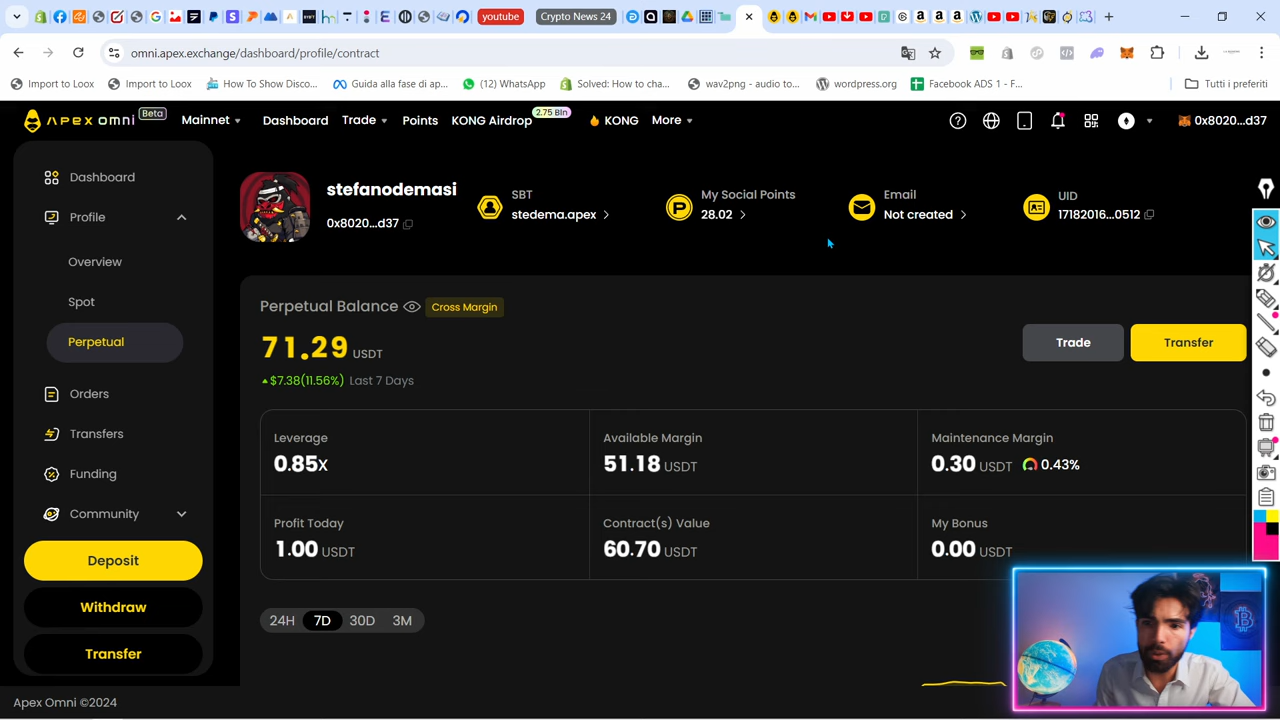 youtube
Crypto News 24
omni.apex.exchange/dashboard/profile/contract
Import to Loox
Import to Loox
How To Show Disco...
Guida alla fase di ap...
(12) WhatsApp
Solved: How to cha...
wav2png - audio to...
wordpress.org
Facebook ADS 1 - F...
Tutti i preferiti
APEX omni
Beta
Mainnet
Dashboard
Trade
Points
KONG Airdrop
2.75 Bln
KONG
More
0x8020...d37
Dashboard
Profile
Overview
Spot
Perpetual
Orders
Transfers
Funding
Community
Deposit
Withdraw
Transfer
stefanodemasi
0x8020...d37
SBT
stedema.apex
My Social Points
28.02
Email
Not created
UID
17182016...0512
Perpetual Balance
Cross Margin
71.29 USDT
$7.38(11.56%) Last 7 Days
Trade
Transfer
Leverage
0.85X
Available Margin
51.18 USDT
Maintenance Margin
0.30 USDT 0.43%
Profit Today
1.00 USDT
Contract(s) Value
60.70 USDT
My Bonus
0.00 USDT
24H
7D
30D
3M
Apex Omni ©2024